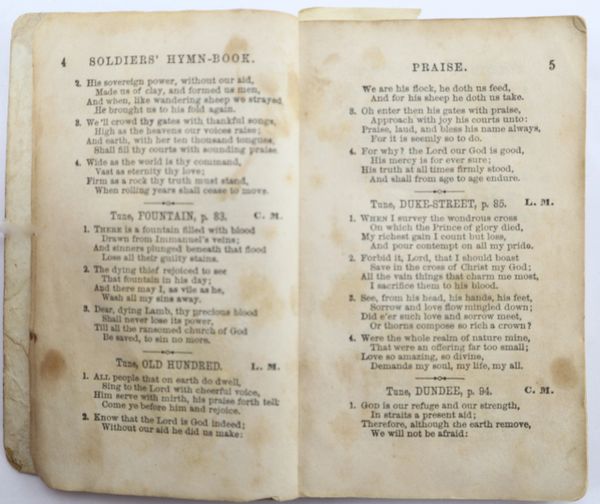 4 SOLDIERS' HYMN-BOOK.
2. His sovereign power, without our aid,
Made us of clay, and formed us men,
And when, like wandering sheep we strayed,
He brought us to his fold again.
3. We'll crowd thy gates with thankful songs,
High as the heavens our voices raise;
And earth, with her ten thousand tongues,
Shall fill thy courts with sounding praise.
4. Wide as the world is thy command,
Vast as eternity thy love;
Firm as a rock thy truth must stand,
When rolling years shall cease to move.
Tune, FOUNTAIN, p. 83. C. M.
1. THERE is a fountain filled with blood
Drawn from Immanuel's veins;
And sinners plunged beneath that flood
Lose all their guilty stains.
2. The dying thief rejoiced to see
That fountain in his day;
And there may I, as vile as he,
Wash all my sins away.
3. Dear, dying Lamb, thy precious blood
Shall never lose its power,
Till all the ransomed church of God
Be saved, to sin no more.
Tune, OLD HUNDRED. L. M.
1. ALL people that on earth do dwell,
Sing to the Lord with cheerful voice,
Him serve with mirth, his praise forth tell
Come ye before him and rejoice.
2. Know that the Lord is God indeed;
Without our aid he did us make:
PRAISE. 5
We are his flock, he doth us feed,
And for his sheep he doth us take.
3. Oh enter then his gates with praise,
Approach with joy his courts unto:
Praise, laud, and bless his name always,
For it is seemly so to do.
4. For why? the Lord our God is good,
His mercy is for ever sure;
His truth at all times firmly stood,
And shall from age to age endure.
Tune, DUKE-STREET, p. 85. L. M.
1. WHEN I survey the wondrous cross
On which the Prince of glory died,
My richest gain I count but loss,
And pour contempt on all my pride.
2. Forbid it, Lord, that I should boast
Save in the cross of Christ my God;
All the vain things that charm me most,
I sacrifice them to his blood.
3. See, from his head, his hands, his feet,
Sorrow and love flow mingled down;
Did e'er such love and sorrow meet,
Or thorns compose so rich a crown?
4. Were the whole realm of nature mine,
That were an offering far too small;
Love so amazing, so divine,
Demands my soul, my life, my all.
Tune, DUNDEE, p. 94. C. M.
1. GOD is our refuge and our strength,
In straits a present aid;
Therefore, although the earth remove,
We will not be afraid: